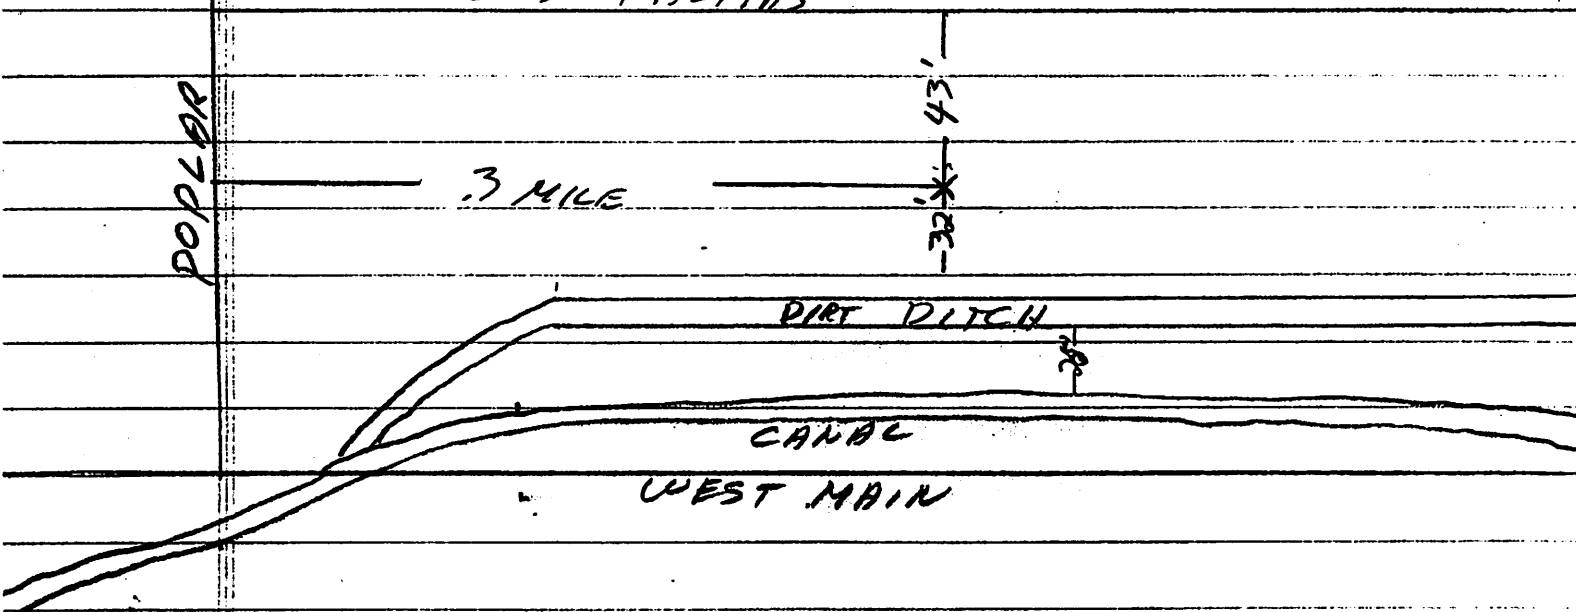 43'
POPLAR
.3 MILE
32'
DIRT DITCH
CANAL
WEST MAIN